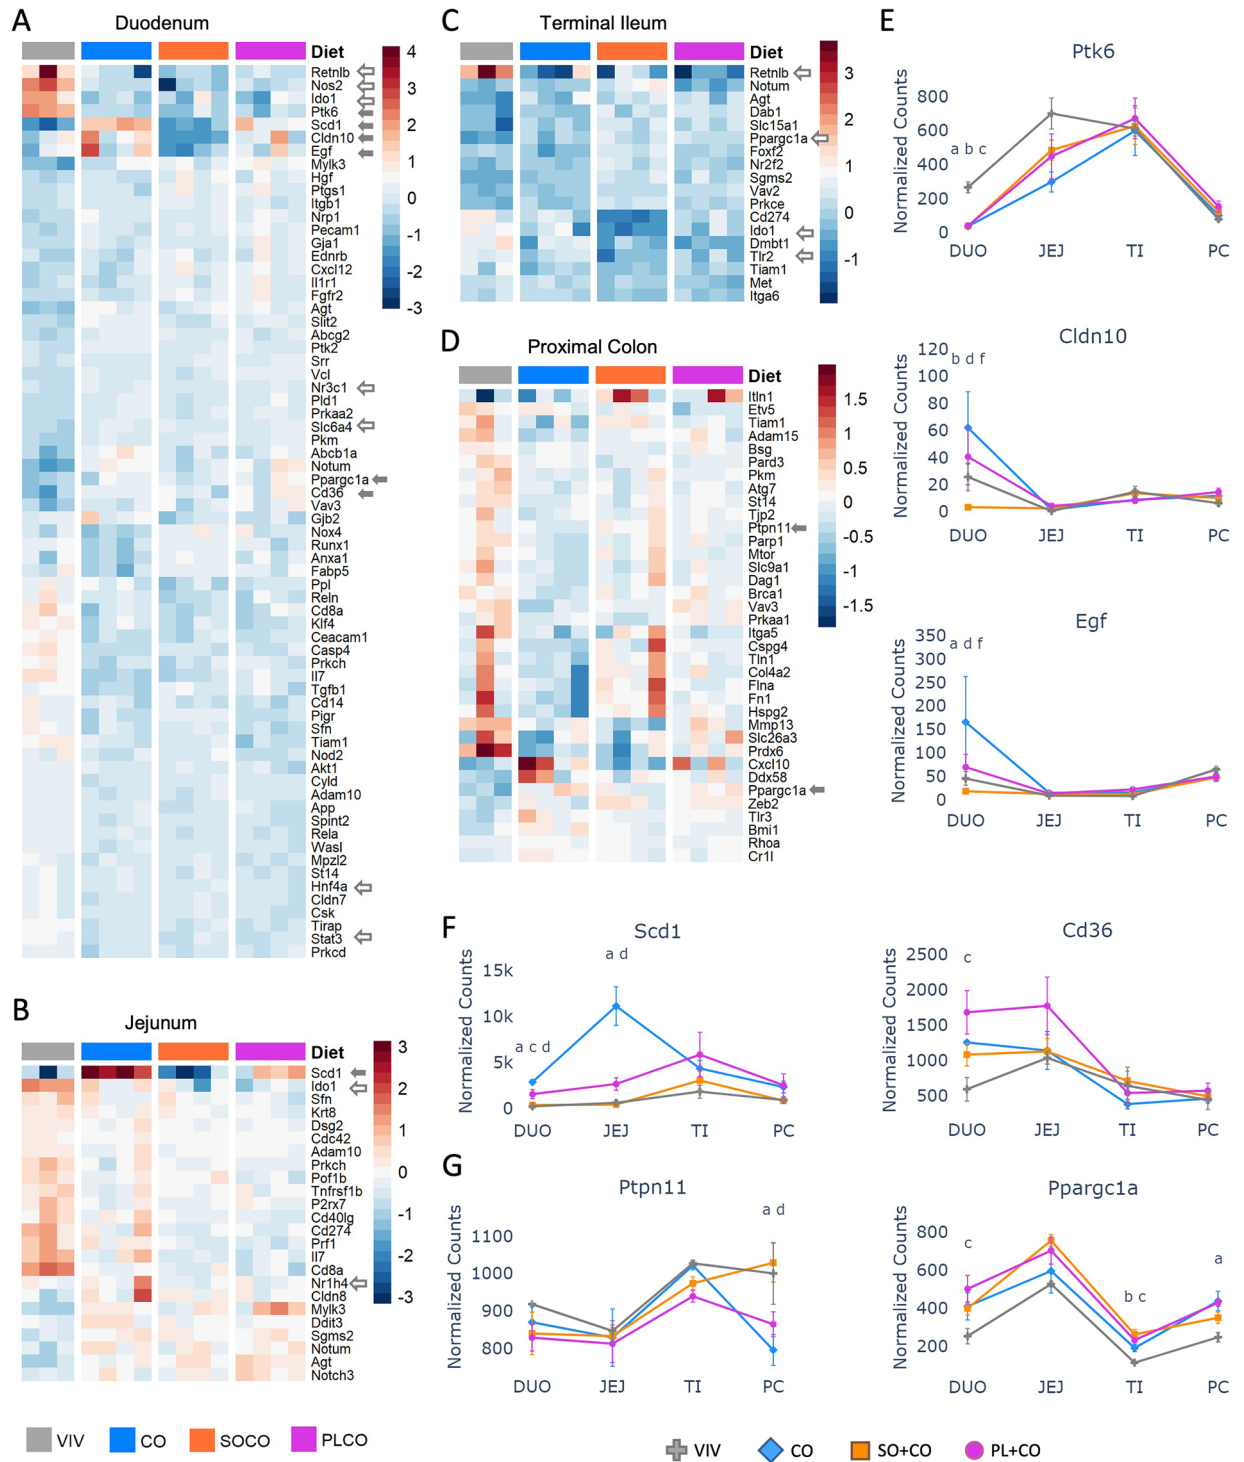 A
Duodenum
Diet
Retnlb
Nos2
Ido1
Ptk6
Scd1
Cldn10
Egf
Mylk3
Hgf
Ptgs1
Itgb1
Nrp1
Pecam1
Gja1
Ednrb
Cxcl12
Il1r1
Fgfr2
Agt
Slit2
Abcg2
Ptk2
Srr
Vcl
Nr3c1
Pld1
Prkaa2
Slc6a4
Pkm
Abcb1a
Notum
Ppargc1a
Cd36
Vav3
Gjb2
Nox4
Runx1
Anxa1
Fabp5
Ppl
Reln
Cd8a
Klf4
Ceacam1
Casp4
Prkch
Il7
Tgfb1
Cd14
Pigr
Sfn
Tiam1
Nod2
Akt1
Cyld
Adam10
App
Spint2
Rela
Wasl
Mpzl2
St14
Hnf4a
Cldn7
Csk
Tirap
Stat3
Prkcd
4
3
2
1
0
-1
-2
-3
B
Jejunum
Diet
Scd1
Ido1
Sfn
Krt8
Dsg2
Cdc42
Adam10
Prkch
Pof1b
Tnfrsf1b
P2rx7
Cd40lg
Cd274
Prf1
Il7
Cd8a
Nr1h4
Cldn8
Mylk3
Ddit3
Sgms2
Notum
Agt
Notch3
3
2
1
0
-1
-2
-3
VIV CO SOCO PLCO
C
Terminal Ileum
Diet
Retnlb
Notum
Agt
Dab1
Slc15a1
Ppargc1a
Foxf2
Nr2f2
Sgms2
Vav2
Prkce
Cd274
Ido1
Dmbt1
Tlr2
Tiam1
Met
Itga6
3
2
1
0
-1
D
Proximal Colon
Diet
Itln1
Etv5
Tiam1
Adam15
Bsg
Pard3
Pkm
Atg7
St14
Tjp2
Ptpn11
Parp1
Mtor
Slc9a1
Dag1
Brca1
Vav3
Prkaa1
Itga5
Cspg4
Tln1
Col4a2
Flna
Fn1
Hspg2
Mmp13
Slc26a3
Prdx6
Cxcl10
Ddx58
Ppargc1a
Zeb2
Tlr3
Bmi1
Rhoa
Cr1l
1.5
1
0.5
0
-0.5
-1
-1.5
E
Ptk6
Normalized Counts
800
600
400
200
0
a b c
DUO JEJ TI PC
Cldn10
Normalized Counts
120
100
80
60
40
20
0
b d f
DUO JEJ TI PC
Egf
Normalized Counts
350
300
250
200
150
100
50
0
a d f
DUO JEJ TI PC
F
Scd1
Normalized Counts
15k
10k
5k
0
a c d
a d
DUO JEJ TI PC
Cd36
Normalized Counts
2500
2000
1500
1000
500
c
DUO JEJ TI PC
G
Ptpn11
Normalized Counts
1100
1000
900
800
a d
DUO JEJ TI PC
Ppargc1a
Normalized Counts
800
600
400
200
c
b c
a
DUO JEJ TI PC
VIV CO SO+CO PL+CO